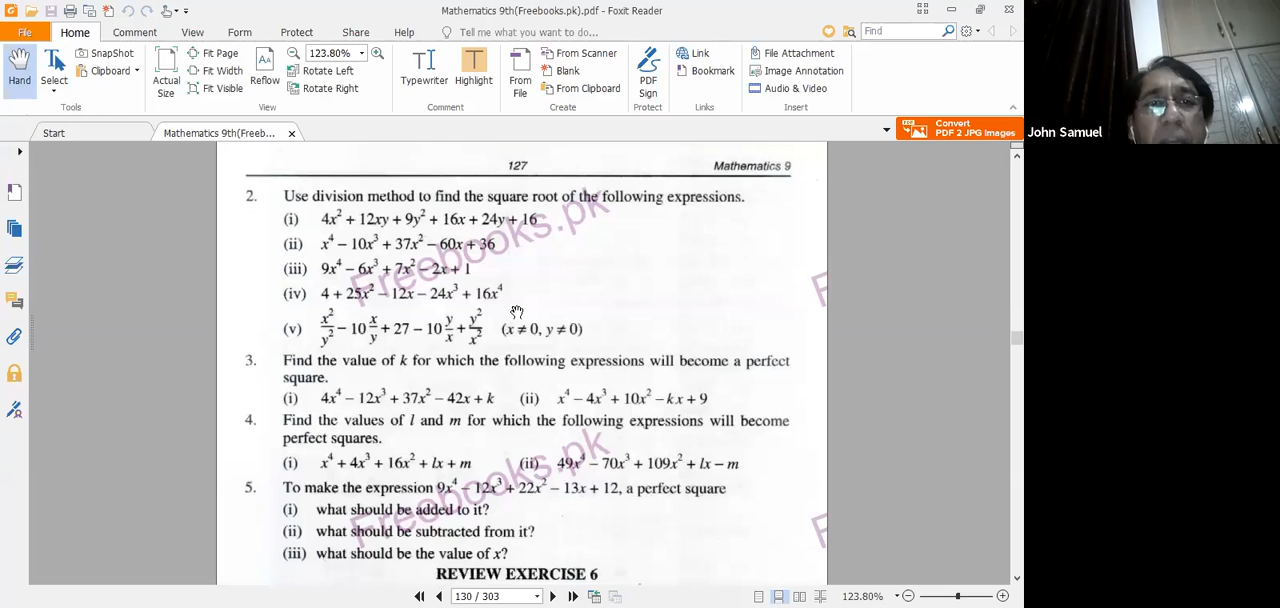 Mathematics 9th(Freebooks.pk).pdf - Foxit Reader
File Home Comment View Form Protect Share Help Tell me what you want to do... Find
Hand Select SnapShot Clipboard Actual Size Fit Page Fit Width Fit Visible Reflow 123.80% Rotate Left Rotate Right Typewriter Highlight From File From Scanner Blank From Clipboard PDF Sign Link Bookmark File Attachment Image Annotation Audio & Video
Tools View Comment Create Protect Links Insert
Start Mathematics 9th(Freeb... Convert PDF 2 JPG Images
John Samuel
127 Mathematics 9
2. Use division method to find the square root of the following expressions.
(i) 4x² + 12xy + 9y² + 16x + 24y + 16
(ii) x⁴ − 10x³ + 37x² − 60x + 36
(iii) 9x⁴ − 6x³ + 7x² − 2x + 1
(iv) 4 + 25x² − 12x − 24x³ + 16x⁴
(v) x²/y² − 10 x/y + 27 − 10 y/x + y²/x² (x ≠ 0, y ≠ 0)
3. Find the value of k for which the following expressions will become a perfect
square.
(i) 4x⁴ − 12x³ + 37x² − 42x + k (ii) x⁴ − 4x³ + 10x² − kx + 9
4. Find the values of l and m for which the following expressions will become
perfect squares.
(i) x⁴ + 4x³ + 16x² + lx + m (ii) 49x⁴ − 70x³ + 109x² + lx − m
5. To make the expression 9x⁴ − 12x³ + 22x² − 13x + 12, a perfect square
(i) what should be added to it?
(ii) what should be subtracted from it?
(iii) what should be the value of x?
REVIEW EXERCISE 6
Freebooks.pk
Freebooks.pk
F
F
130 / 303 123.80%